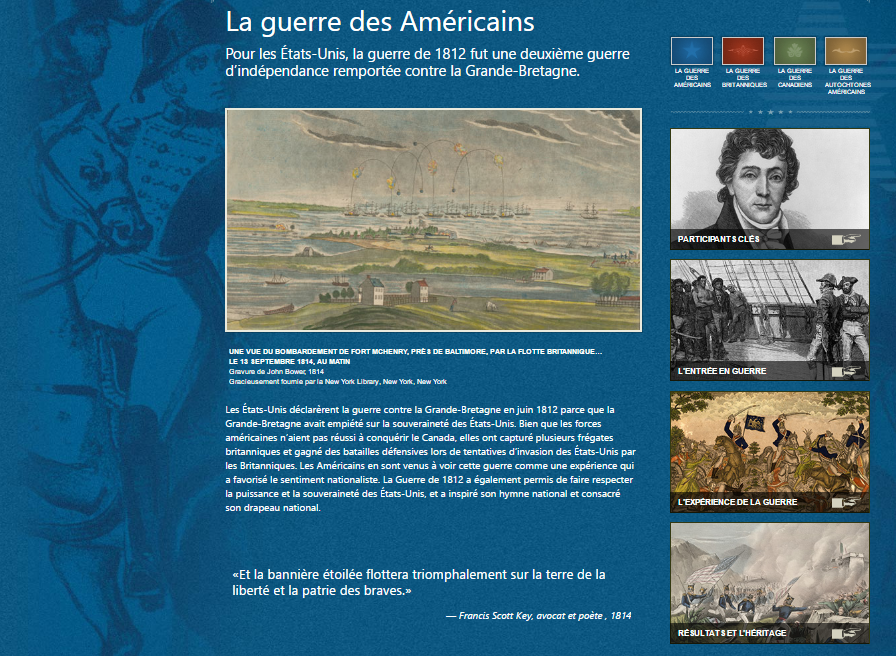 La guerre des Américains
Pour les États-Unis, la guerre de 1812 fut une deuxième guerre
d'indépendance remportée contre la Grande-Bretagne.
UNE VUE DU BOMBARDEMENT DE FORT MCHENRY, PRÈS DE BALTIMORE, PAR LA FLOTTE BRITANNIQUE...
LE 13 SEPTEMBRE 1814, AU MATIN
Gravure de John Bower, 1814
Gracieusement fournie par la New York Library, New York, New York
Les États-Unis déclarèrent la guerre contre la Grande-Bretagne en juin 1812 parce que la
Grande-Bretagne avait empiété sur la souveraineté des États-Unis. Bien que les forces
américaines n'aient pas réussi à conquérir le Canada, elles ont capturé plusieurs frégates
britanniques et gagné des batailles défensives lors de tentatives d'invasion des États-Unis par
les Britanniques. Les Américains en sont venus à voir cette guerre comme une expérience qui
a favorisé le sentiment nationaliste. La Guerre de 1812 a également permis de faire respecter
la puissance et la souveraineté des États-Unis, et a inspiré son hymne national et consacré
son drapeau national.
«Et la bannière étoilée flottera triomphalement sur la terre de la
liberté et la patrie des braves.»
— Francis Scott Key, avocat et poète , 1814
LA GUERRE
DES
AMÉRICAINS
LA GUERRE
DES
BRITANNIQUES
LA GUERRE
DES
CANADIENS
LA GUERRE
DES
AUTOCHTONES
AMÉRICAINS
PARTICIPANTS CLÉS
L'ENTRÉE EN GUERRE
L'EXPÉRIENCE DE LA GUERRE
RÉSULTATS ET L'HÉRITAGE